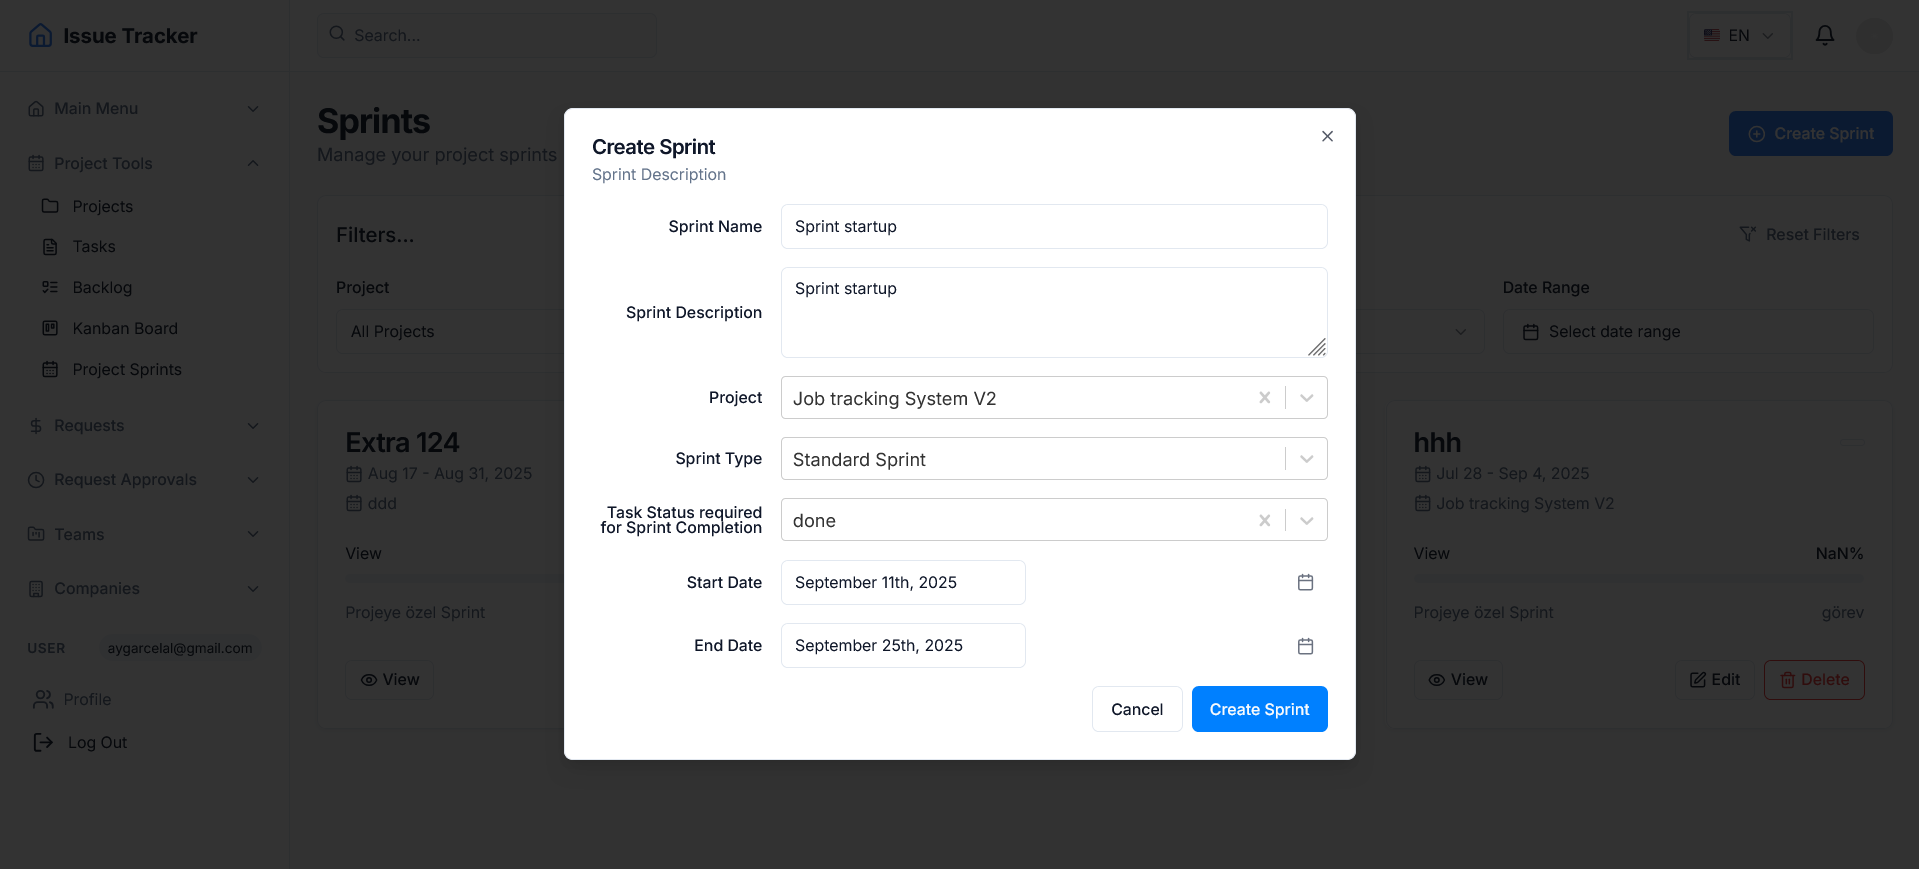 Issue Tracker
Search...
EN
Main Menu
Project Tools
Projects
Tasks
Backlog
Kanban Board
Project Sprints
Requests
Request Approvals
Teams
Companies
USER
aygarcelal@gmail.com
Profile
Log Out
Sprints
Manage your project sprints
Create Sprint
Filters...
Reset Filters
Project
All Projects
Date Range
Select date range
Extra 124
Aug 17 - Aug 31, 2025
ddd
View
Projeye özel Sprint
View
hhh
Jul 28 - Sep 4, 2025
Job tracking System V2
View
NaN%
Projeye özel Sprint
görev
View
Edit
Delete
Create Sprint
Sprint Description
Sprint Name
Sprint startup
Sprint Description
Sprint startup
Project
Job tracking System V2
Sprint Type
Standard Sprint
Task Status required
for Sprint Completion
done
Start Date
September 11th, 2025
End Date
September 25th, 2025
Cancel
Create Sprint